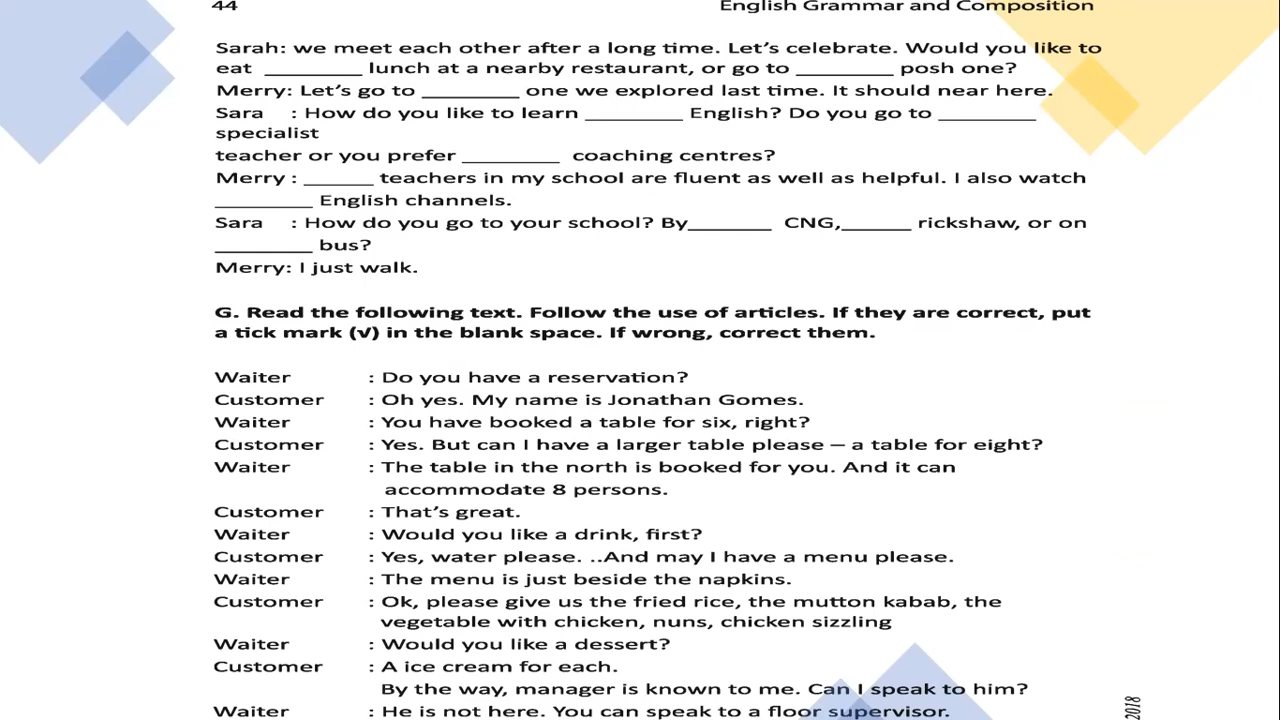 44 English Grammar and Composition
Sarah: we meet each other after a long time. Let's celebrate. Would you like to
eat ________ lunch at a nearby restaurant, or go to ________ posh one?
Merry: Let's go to ________ one we explored last time. It should near here.
Sara : How do you like to learn ________ English? Do you go to ________
specialist
teacher or you prefer ________ coaching centres?
Merry : ______ teachers in my school are fluent as well as helpful. I also watch
________ English channels.
Sara : How do you go to your school? By_______ CNG,______ rickshaw, or on
________ bus?
Merry: I just walk.
G. Read the following text. Follow the use of articles. If they are correct, put
a tick mark (√) in the blank space. If wrong, correct them.
Waiter : Do you have a reservation?
Customer : Oh yes. My name is Jonathan Gomes.
Waiter : You have booked a table for six, right?
Customer : Yes. But can I have a larger table please – a table for eight?
Waiter : The table in the north is booked for you. And it can
accommodate 8 persons.
Customer : That's great.
Waiter : Would you like a drink, first?
Customer : Yes, water please. ..And may I have a menu please.
Waiter : The menu is just beside the napkins.
Customer : Ok, please give us the fried rice, the mutton kabab, the
vegetable with chicken, nuns, chicken sizzling
Waiter : Would you like a dessert?
Customer : A ice cream for each.
By the way, manager is known to me. Can I speak to him?
Waiter : He is not here. You can speak to a floor supervisor.
2018